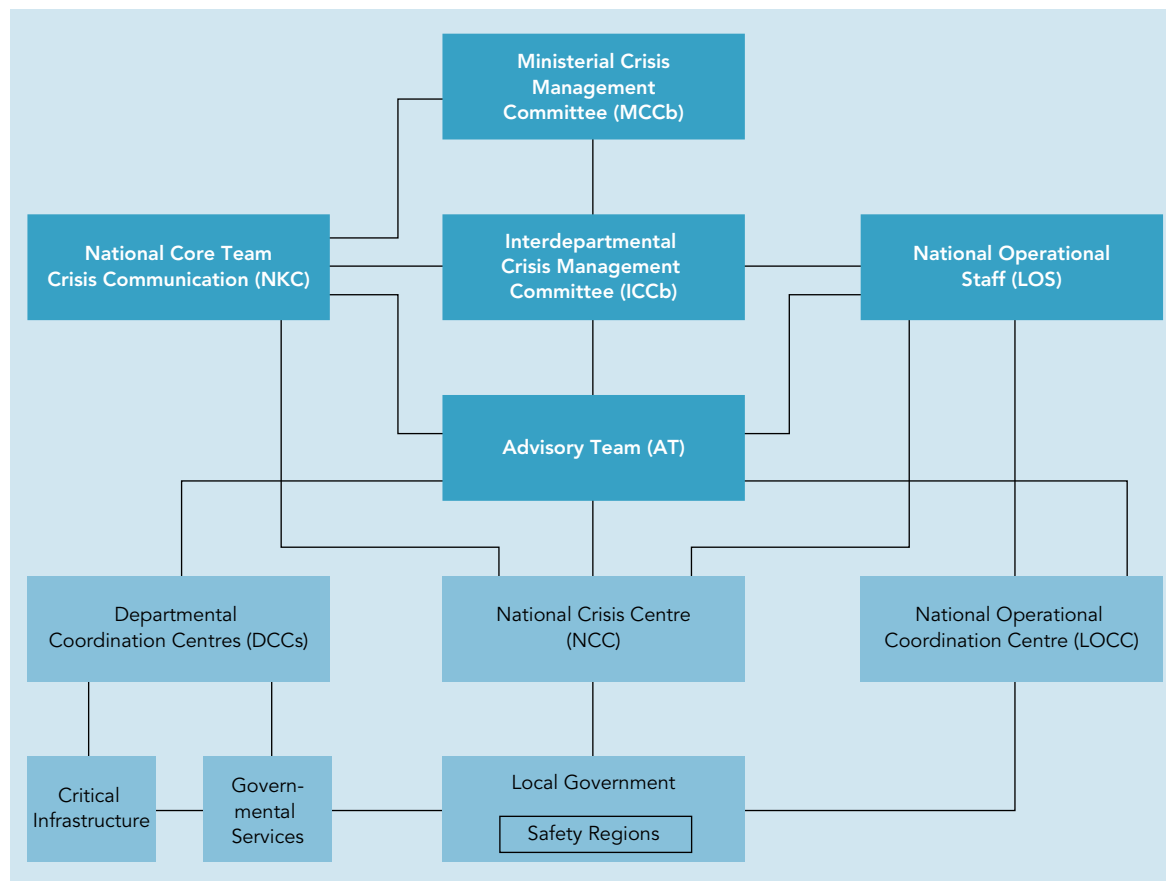 Ministerial Crisis
Management
Committee (MCCb)
National Core Team
Crisis Communication (NKC)
Interdepartmental
Crisis Management
Committee (ICCb)
National Operational
Staff (LOS)
Advisory Team (AT)
Departmental
Coordination Centres (DCCs)
National Crisis Centre
(NCC)
National Operational
Coordination Centre (LOCC)
Critical
Infrastructure
Govern-
mental
Services
Local Government
Safety Regions